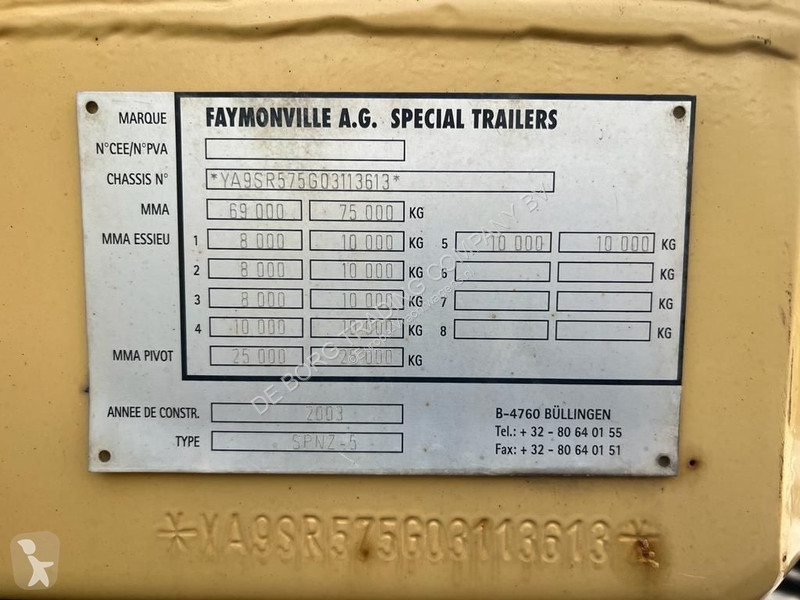 MARQUE FAYMONVILLE A.G. SPECIAL TRAILERS
N°CEE/N°PVA
CHASSIS N° *YA9SR575G03113613*
MMA 69 000 75 000 KG
MMA ESSIEU 1 8 000 10 000 KG 5 10 000 10 000 KG
2 8 000 10 000 KG 6 KG
3 8 000 10 000 KG 7 KG
4 10 000 KG 8 KG
MMA PIVOT 25 000 25 000 KG
ANNEE DE CONSTR. 2003
TYPE SPNZ-5
B-4760 BÜLLINGEN
Tel.: + 32 - 80 64 01 55
Fax: + 32 - 80 64 01 51
*XA9SR575G03113613*
DE BORG TRADING COMPANY BV